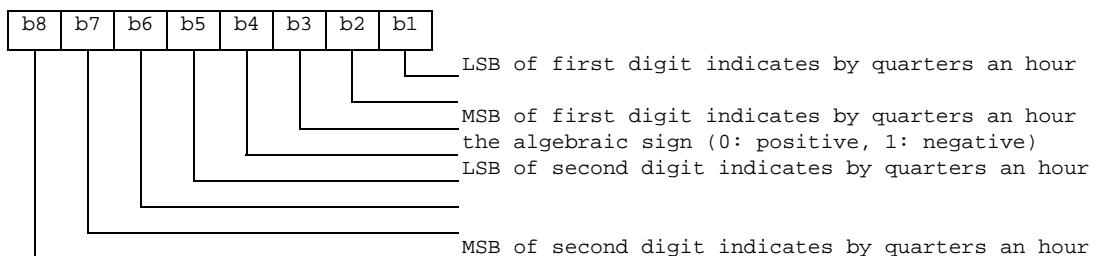 b8 b7 b6 b5 b4 b3 b2 b1
LSB of first digit indicates by quarters an hour
MSB of first digit indicates by quarters an hour
the algebraic sign (0: positive, 1: negative)
LSB of second digit indicates by quarters an hour
MSB of second digit indicates by quarters an hour